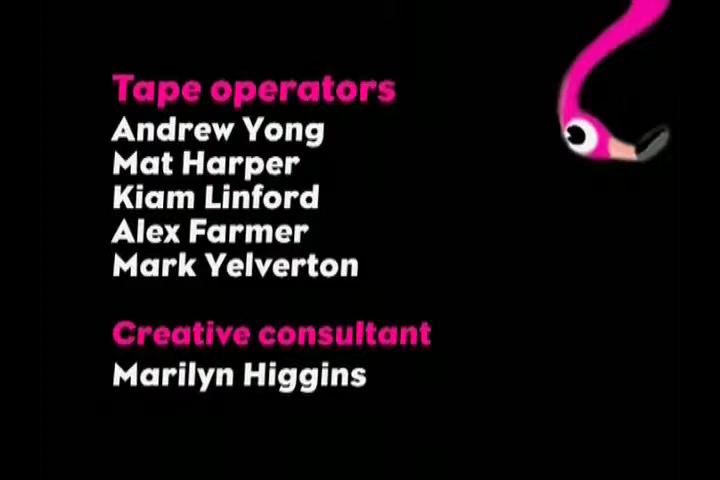 Tape operators
Andrew Yong
Mat Harper
Kiam Linford
Alex Farmer
Mark Yelverton
Creative consultant
Marilyn Higgins